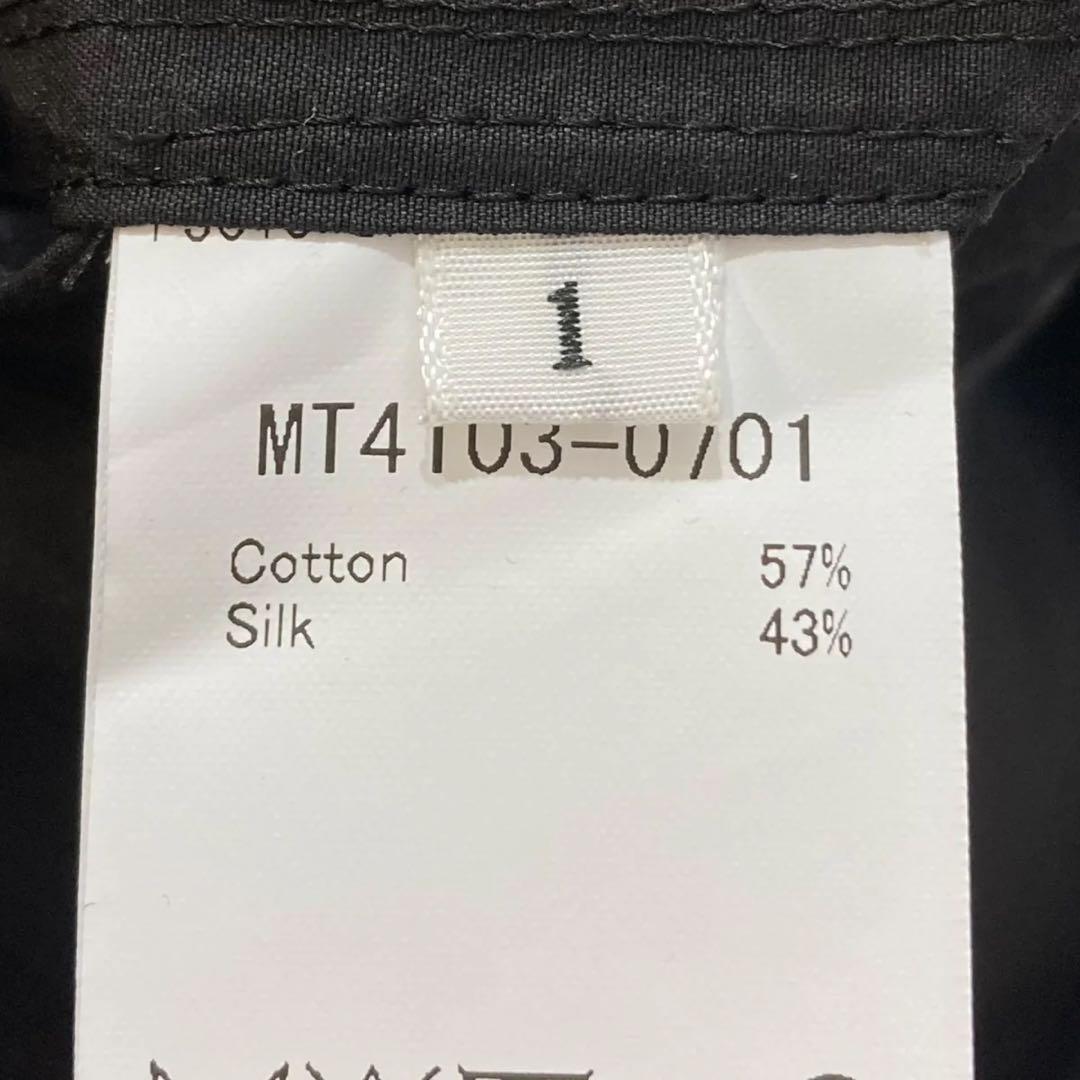 1
MT4103-0701
Cotton 57%
Silk 43%